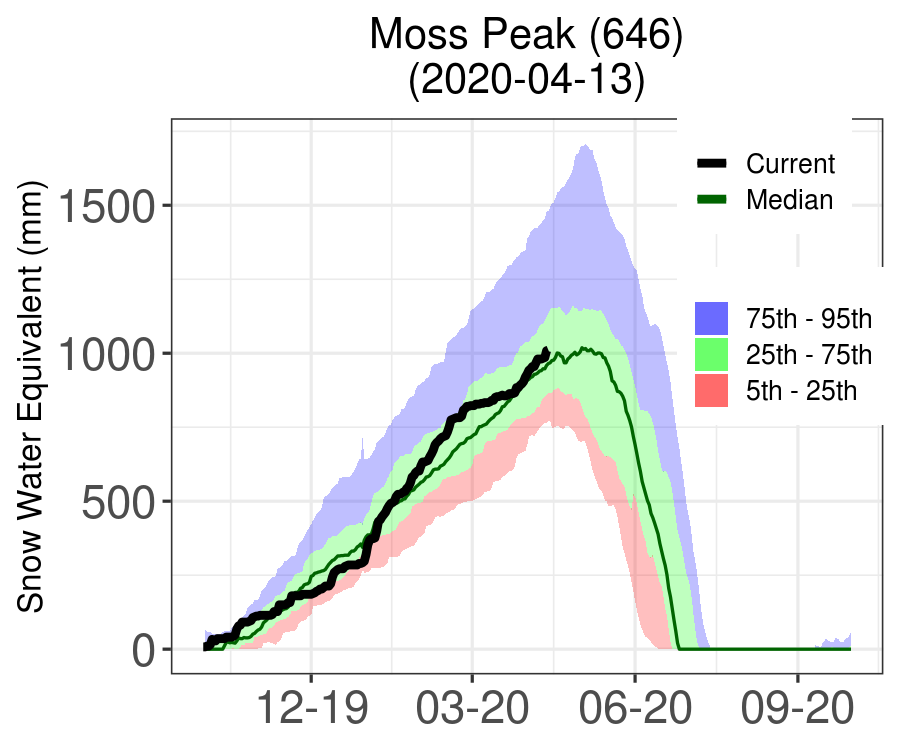 Moss Peak (646)
(2020-04-13)
Snow Water Equivalent (mm)
1500
1000
500
0
12-19
03-20
06-20
09-20
Current
Median
75th - 95th
25th - 75th
5th - 25th